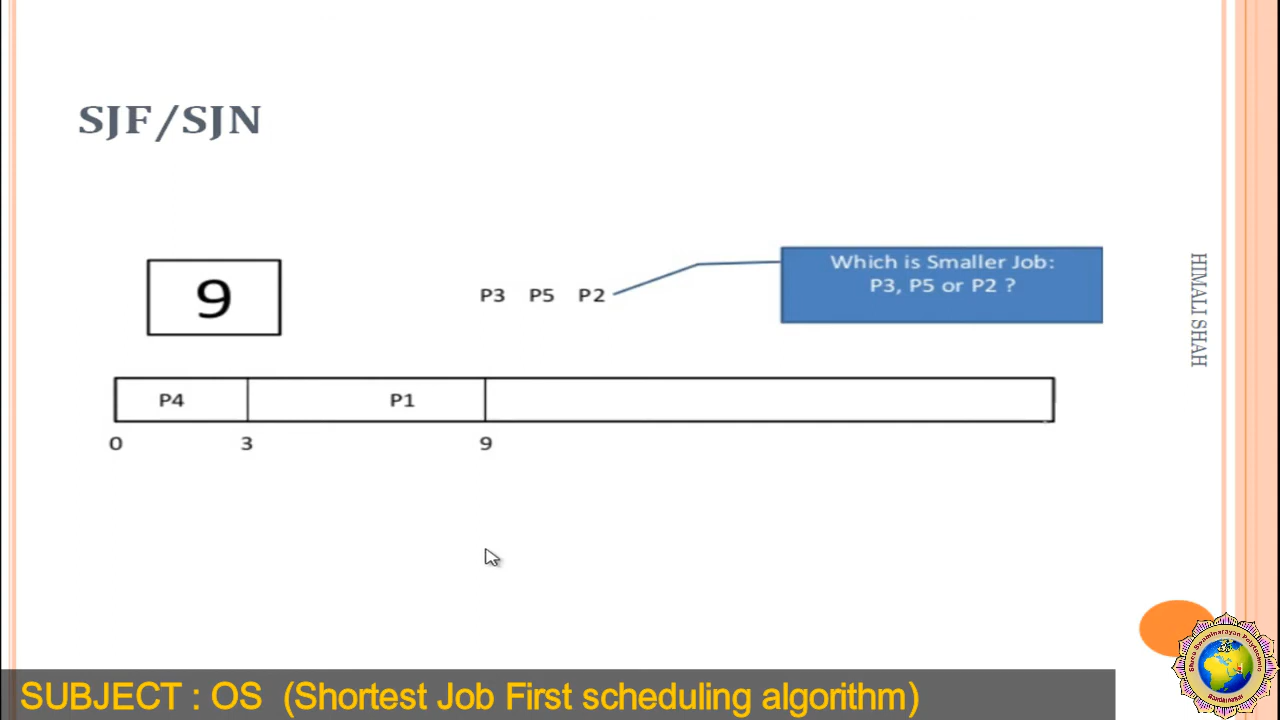 SJF/SJN
9
P3 P5 P2
Which is Smaller Job:
P3, P5 or P2 ?
HIMALI SHAH
P4 P1
0 3 9
SUBJECT : OS (Shortest Job First scheduling algorithm)